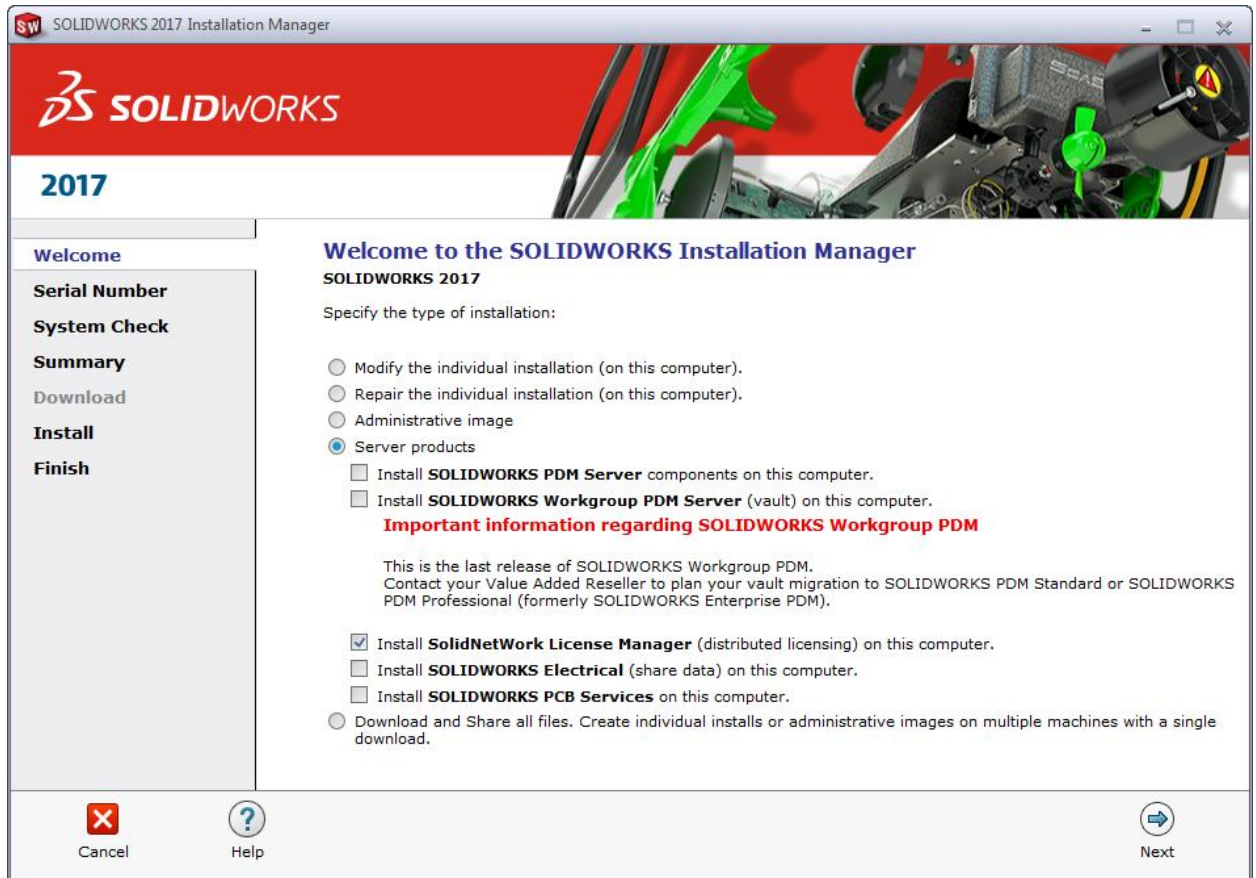 SW SOLIDWORKS 2017 Installation Manager
3S SOLIDWORKS
2017
Welcome
Serial Number
System Check
Summary
Download
Install
Finish
Welcome to the SOLIDWORKS Installation Manager
SOLIDWORKS 2017
Specify the type of installation:
Modify the individual installation (on this computer).
Repair the individual installation (on this computer).
Administrative image
Server products
Install SOLIDWORKS PDM Server components on this computer.
Install SOLIDWORKS Workgroup PDM Server (vault) on this computer.
Important information regarding SOLIDWORKS Workgroup PDM
This is the last release of SOLIDWORKS Workgroup PDM.
Contact your Value Added Reseller to plan your vault migration to SOLIDWORKS PDM Standard or SOLIDWORKS
PDM Professional (formerly SOLIDWORKS Enterprise PDM).
Install SolidNetWork License Manager (distributed licensing) on this computer.
Install SOLIDWORKS Electrical (share data) on this computer.
Install SOLIDWORKS PCB Services on this computer.
Download and Share all files. Create individual installs or administrative images on multiple machines with a single
download.
Cancel
Help
Next